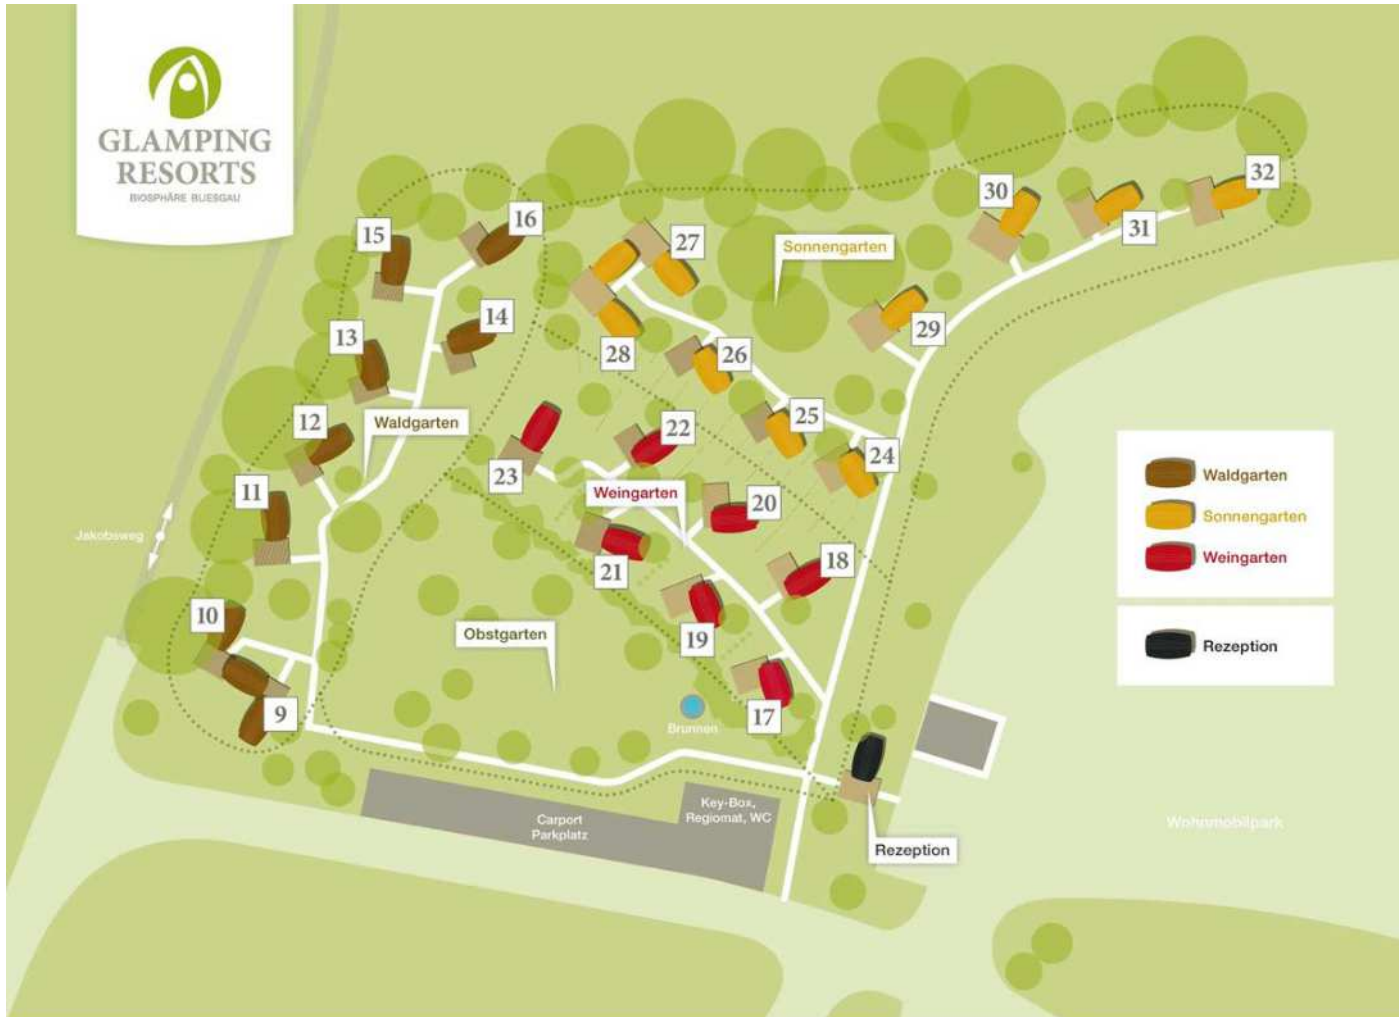 GLAMPING
RESORTS
BIOSPHÄRE BLIESGAU
32
30
16
31
15
27
Sonnengarten
14
29
13
28
26
25
Waldgarten
12
22
24
23
11
Weingarten
20
Jakobsweg
21
18
10
19
Obstgarten
9
17
Brunnen
Key-Box,
Regiomat, WC
Carport
Parkplatz
Rezeption
Wohnmobilpark
Waldgarten
Sonnengarten
Weingarten
Rezeption